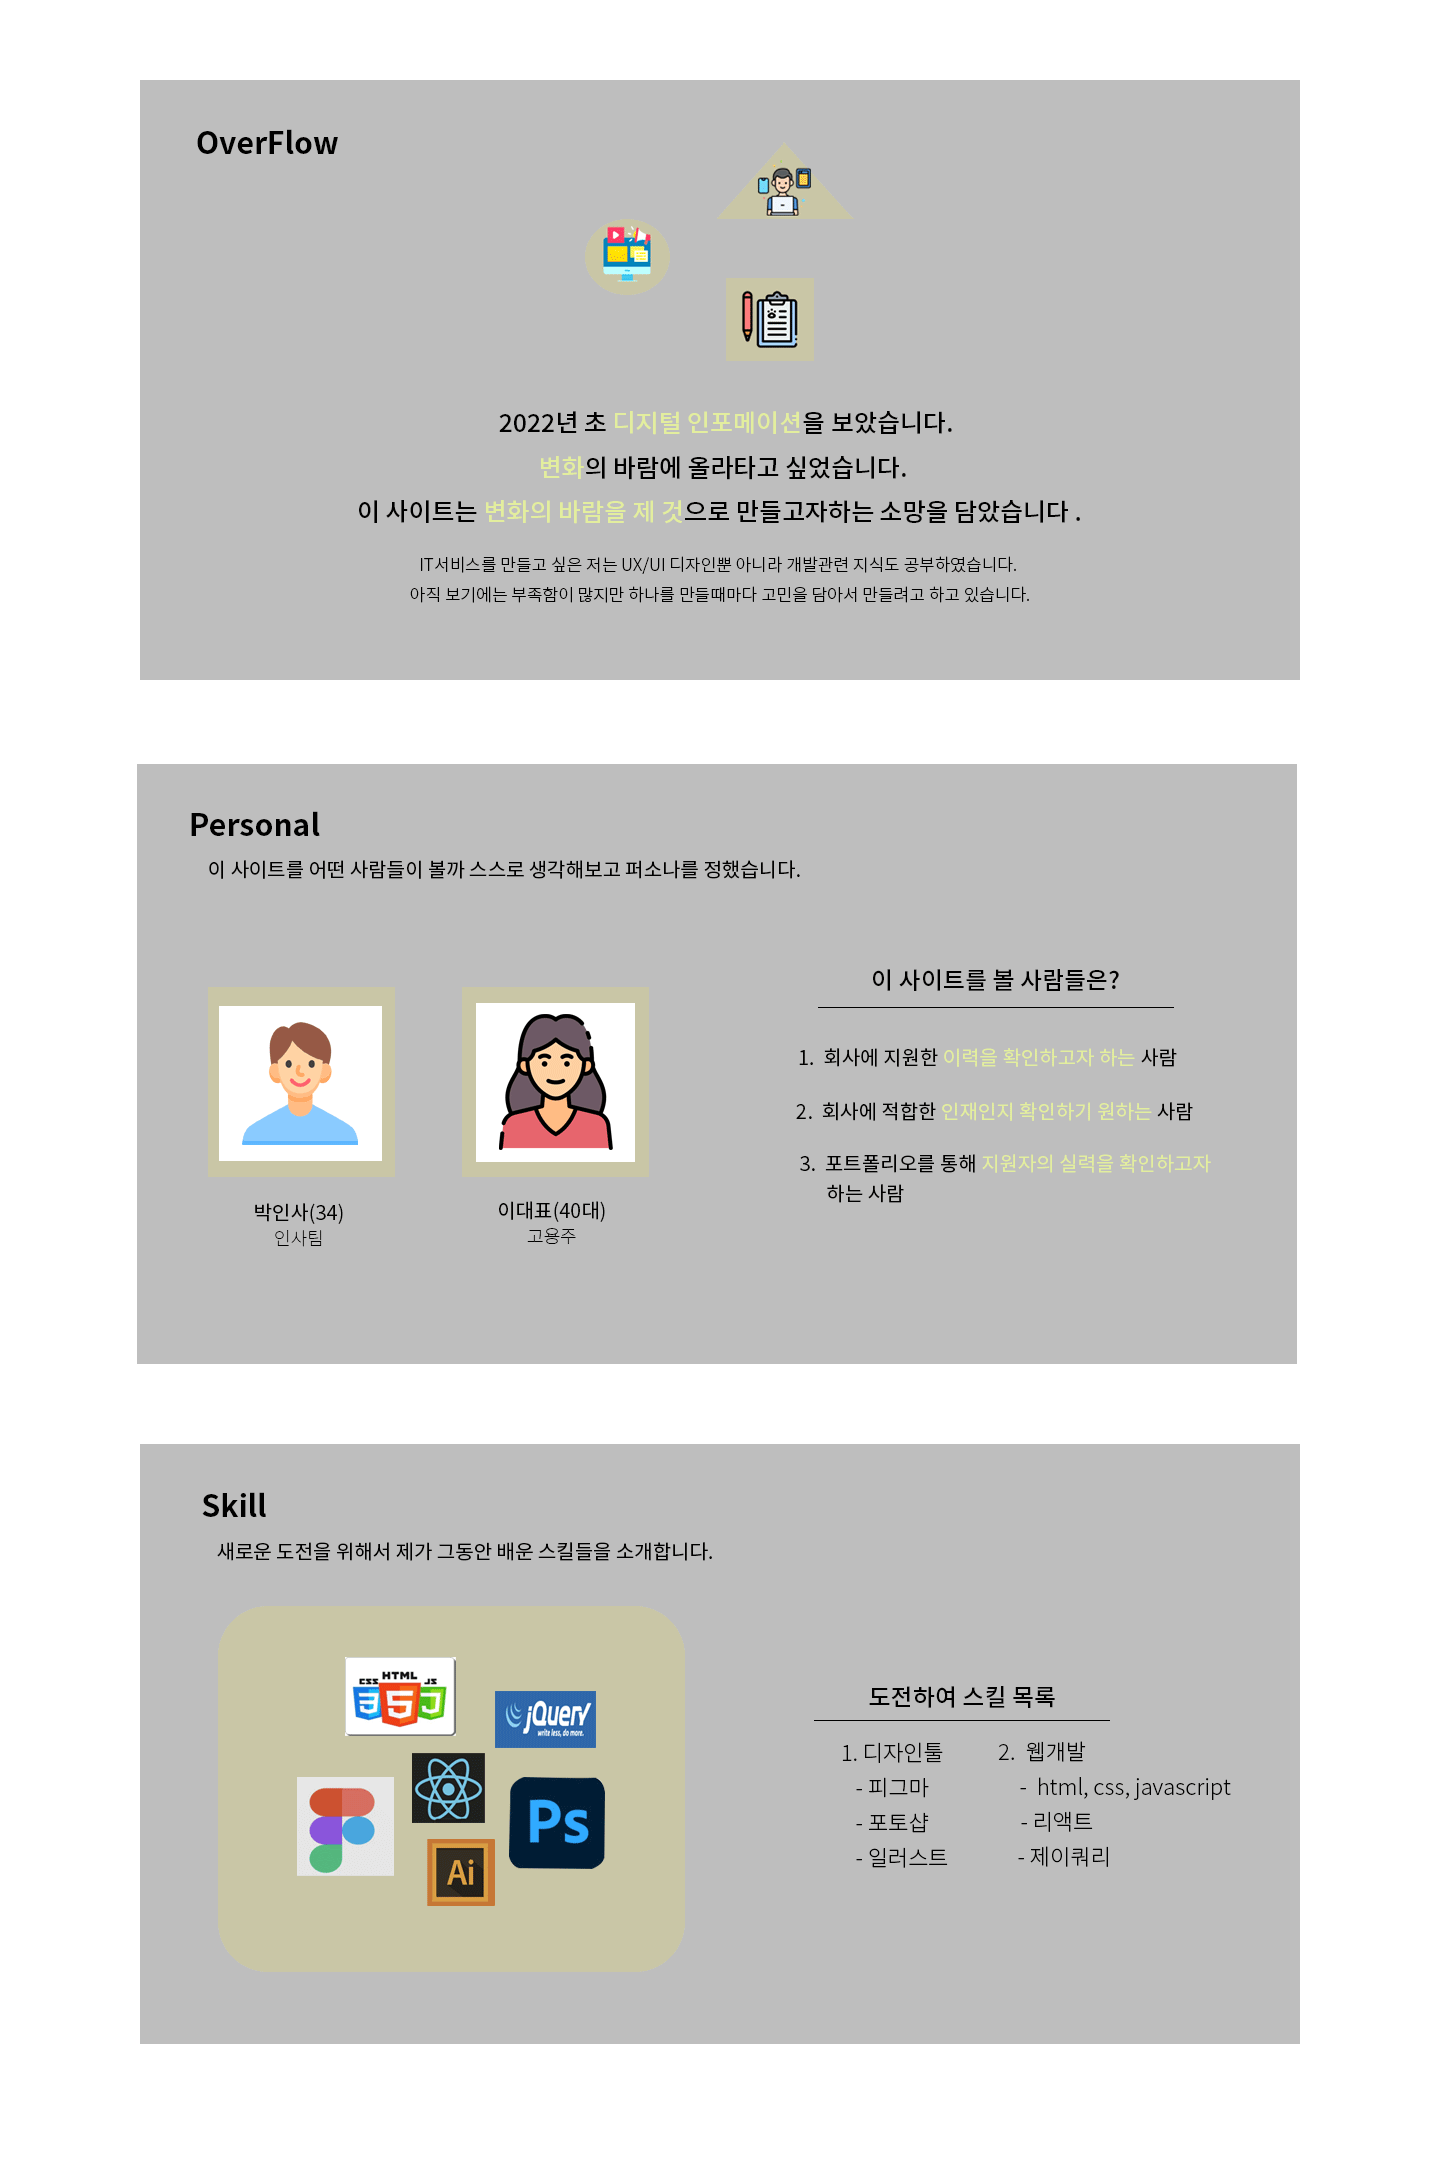 OverFlow
2022년 초 디지털 인포메이션을 보았습니다.
변화의 바람에 올라타고 싶었습니다.
이 사이트는 변화의 바람을 제 것으로 만들고자하는 소망을 담았습니다 .
IT서비스를 만들고 싶은 저는 UX/UI 디자인뿐 아니라 개발관련 지식도 공부하였습니다.
아직 보기에는 부족함이 많지만 하나를 만들때마다 고민을 담아서 만들려고 하고 있습니다.
Personal
이 사이트를 어떤 사람들이 볼까 스스로 생각해보고 퍼소나를 정했습니다.
박인사(34)
인사팀
이대표(40대)
고용주
이 사이트를 볼 사람들은?
1. 회사에 지원한 이력을 확인하고자 하는 사람
2. 회사에 적합한 인재인지 확인하기 원하는 사람
3. 포트폴리오를 통해 지원자의 실력을 확인하고자
하는 사람
Skill
새로운 도전을 위해서 제가 그동안 배운 스킬들을 소개합니다.
CSS HTML JS
3 5 J
jQuery
write less, do more.
Ps
Ai
도전하여 스킬 목록
1. 디자인툴
- 피그마
- 포토샵
- 일러스트
2. 웹개발
- html, css, javascript
- 리액트
- 제이쿼리